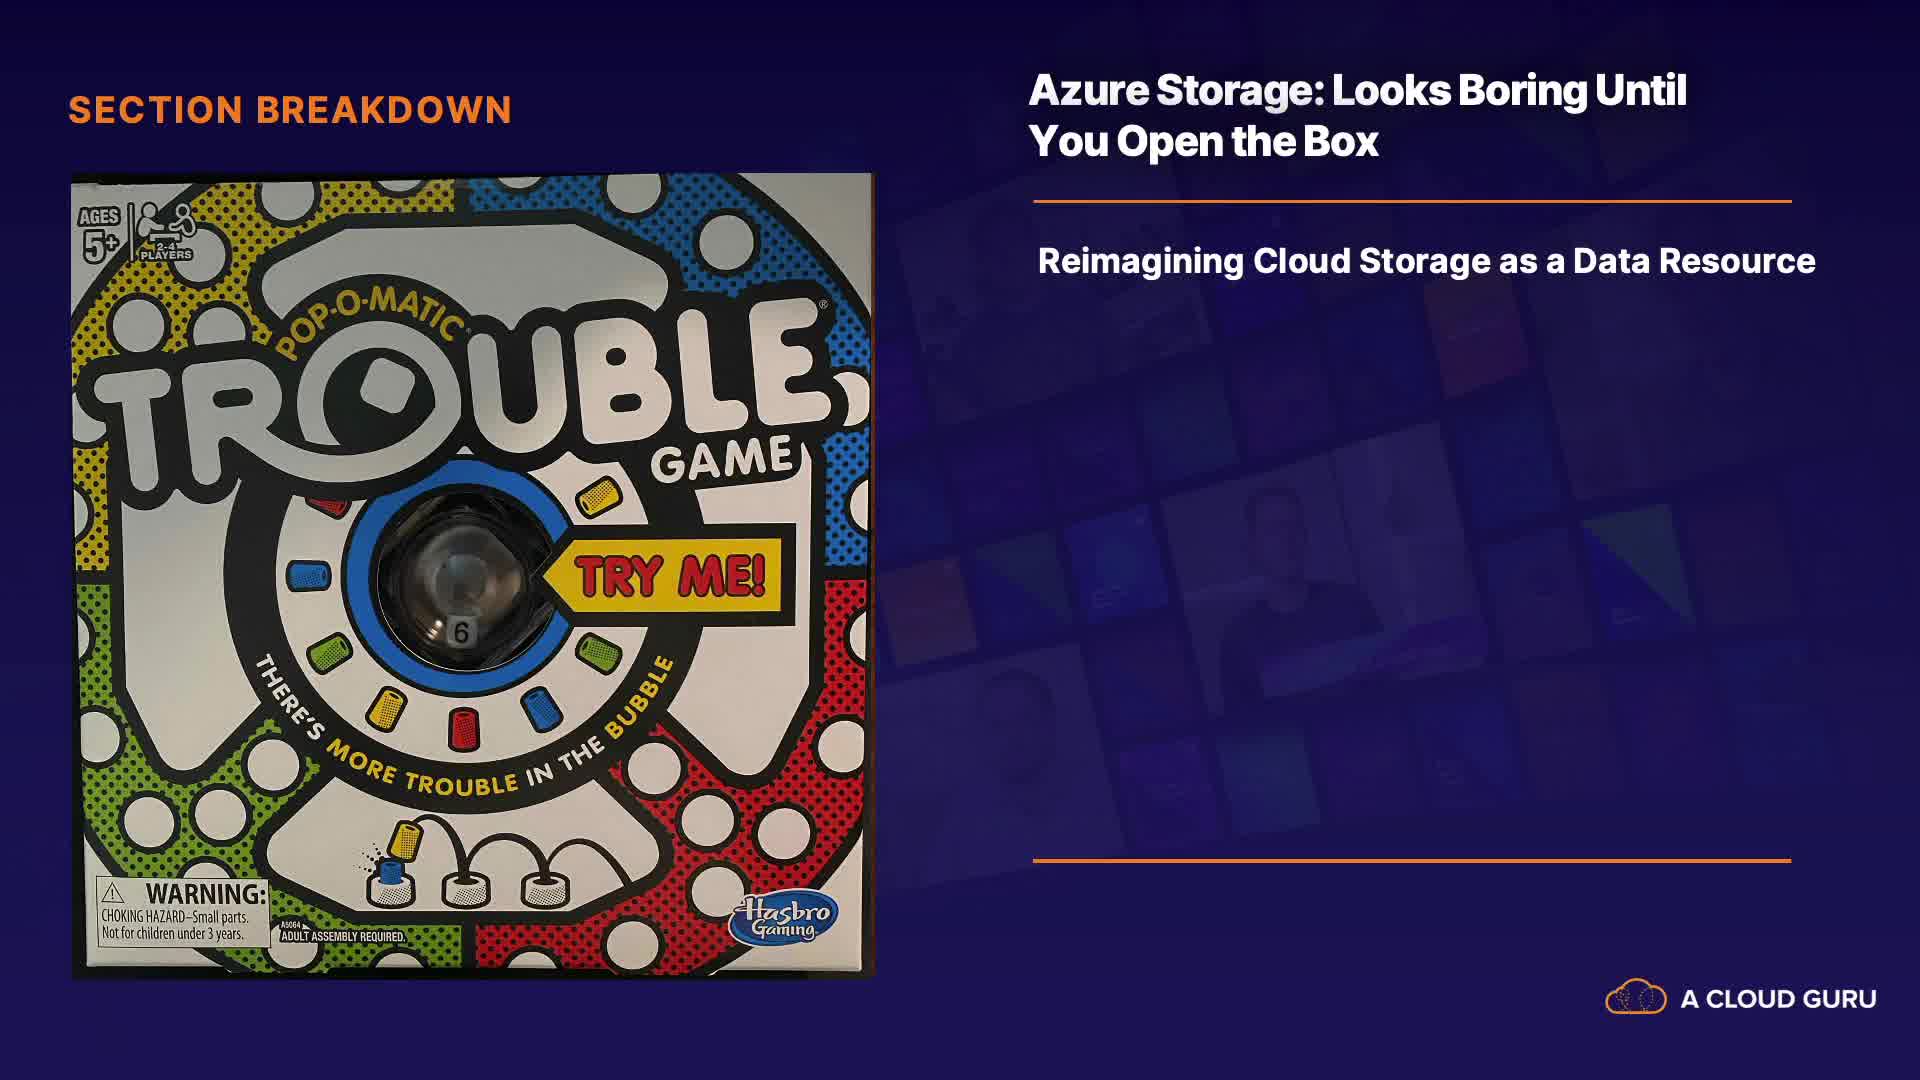 SECTION BREAKDOWN
Azure Storage: Looks Boring Until
You Open the Box
Reimagining Cloud Storage as a Data Resource
AGES
5+
2-4
PLAYERS
POP-O-MATIC
TROUBLE®
GAME
TRY ME!
6
THERE'S MORE TROUBLE IN THE BUBBLE
WARNING:
CHOKING HAZARD–Small parts.
Not for children under 3 years.
A5064
ADULT ASSEMBLY REQUIRED.
Hasbro
Gaming
A CLOUD GURU